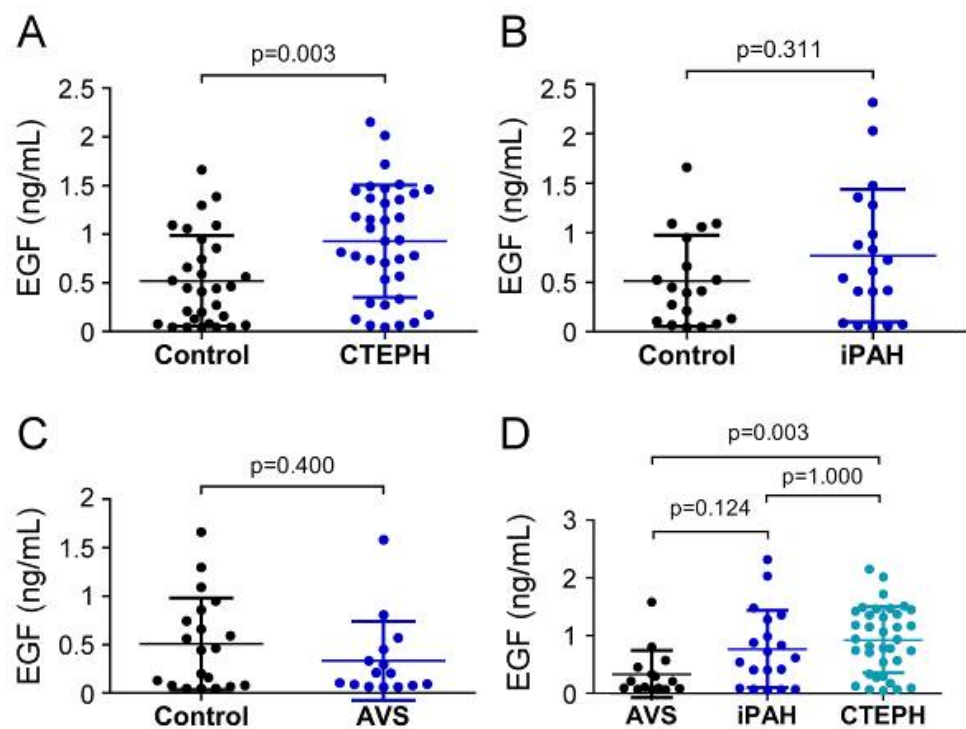 A
p=0.003
EGF (ng/mL)
2.5
2
1.5
1
0.5
0
Control CTEPH
B
p=0.311
EGF (ng/mL)
2.5
2
1.5
1
0.5
0
Control iPAH
C
p=0.400
EGF (ng/mL)
2
1.5
1
0.5
0
Control AVS
D
p=0.003
p=1.000
p=0.124
EGF (ng/mL)
3
2
1
0
AVS iPAH CTEPH